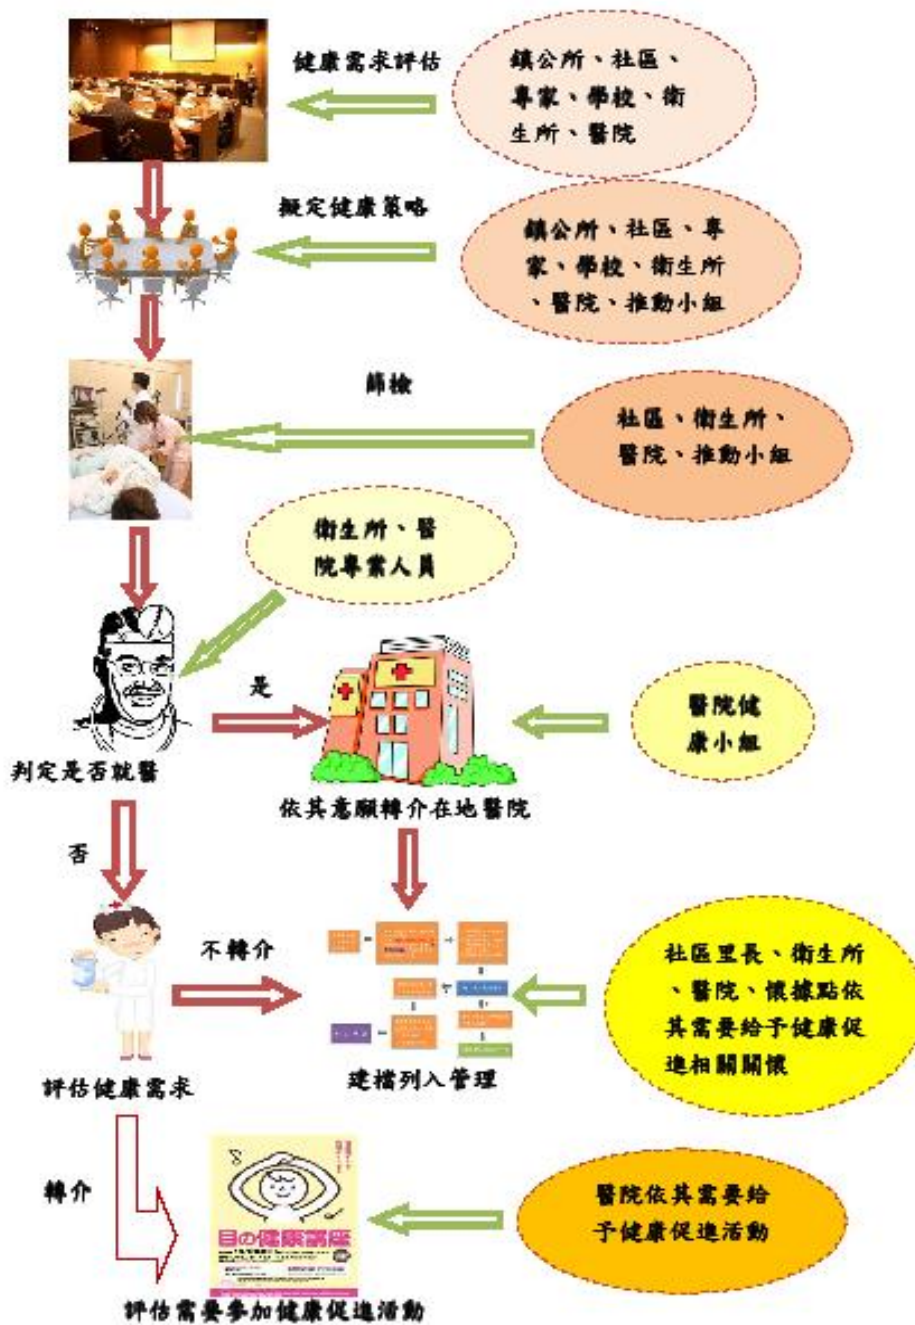 健康需求評估
鎮公所、社區、
專家、學校、衛
生所、醫院
擬定健康策略
鎮公所、社區、專
家、學校、衛生所
、醫院、推動小組
篩檢
社區、衛生所、
醫院、推動小組
衛生所、醫
院專業人員
是
醫院健
康小組
判定是否就醫
依其意願轉介在地醫院
否
不轉介
社區里長、衛生所
、醫院、懷據點依
其需要給予健康促
進相關關懷
評估健康需求
建檔列入管理
轉介
目の健康講座
醫院依其需要給
予健康促進活動
評估需要參加健康促進活動